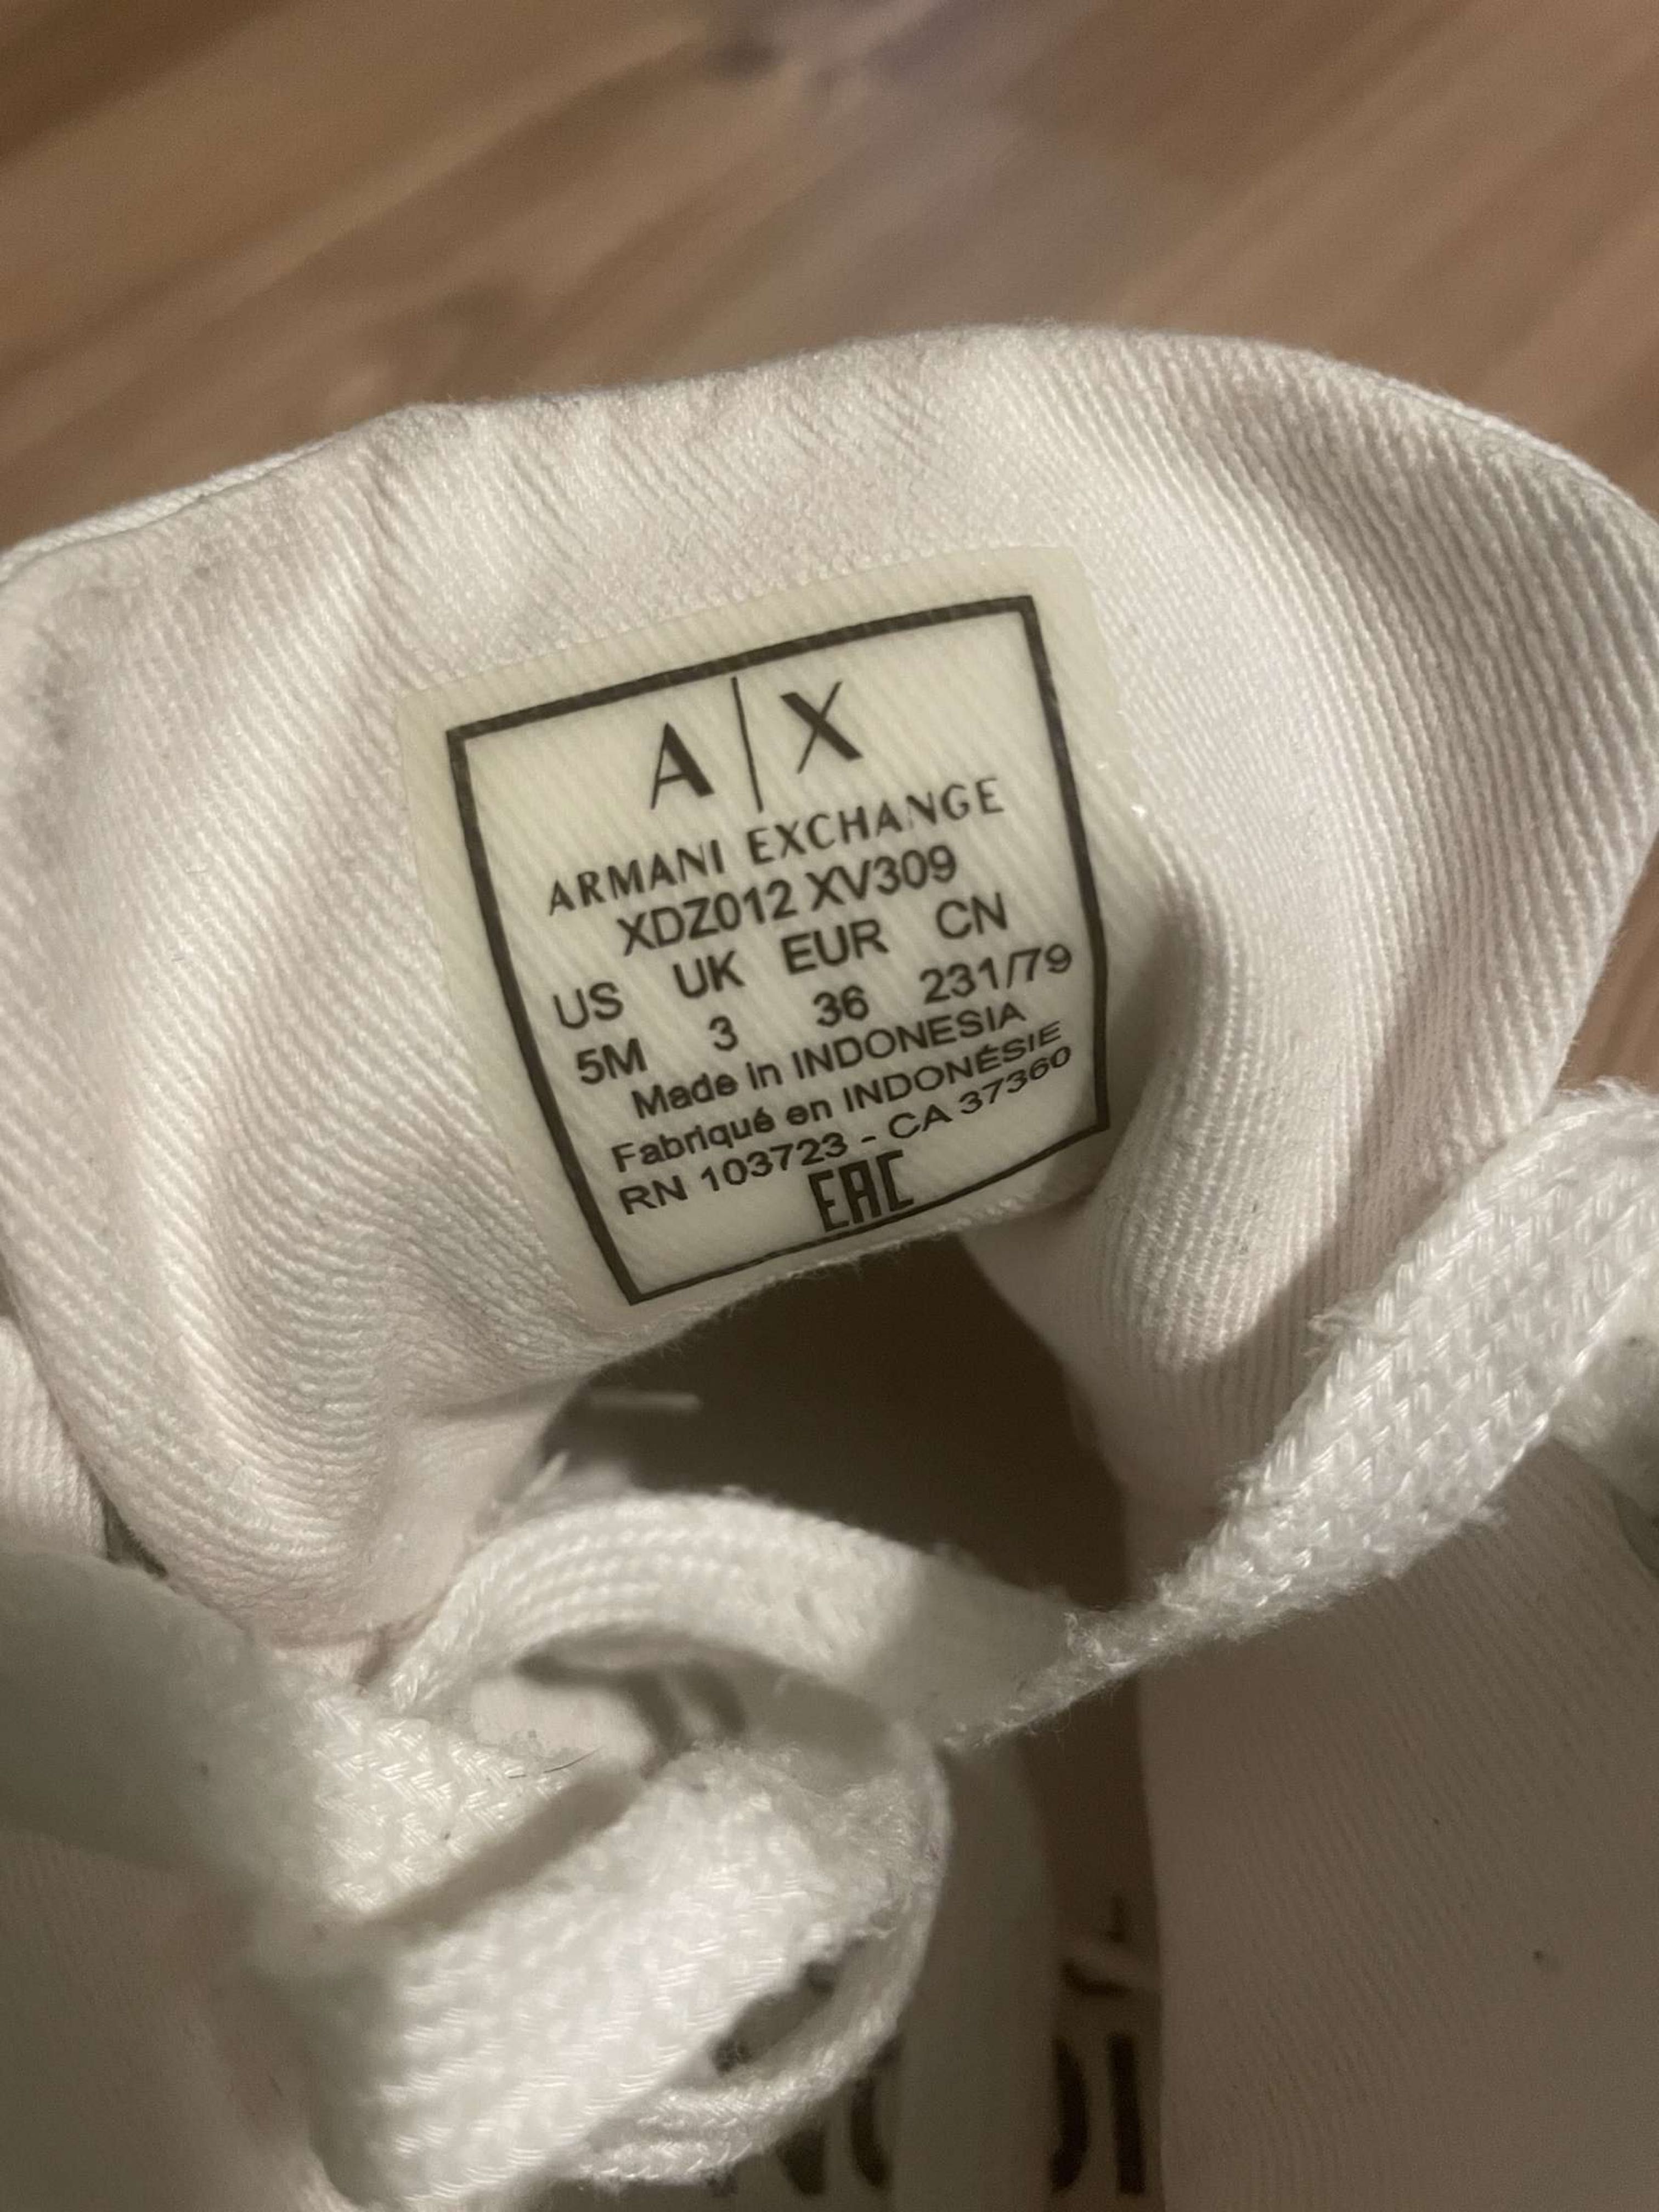 A|X
ARMANI EXCHANGE
XDZ012 XV309
US UK EUR CN
5M 3 36 231/79
Made in INDONESIA
Fabriqué en INDONÉSIE
RN 103723 - CA 37360
EAC